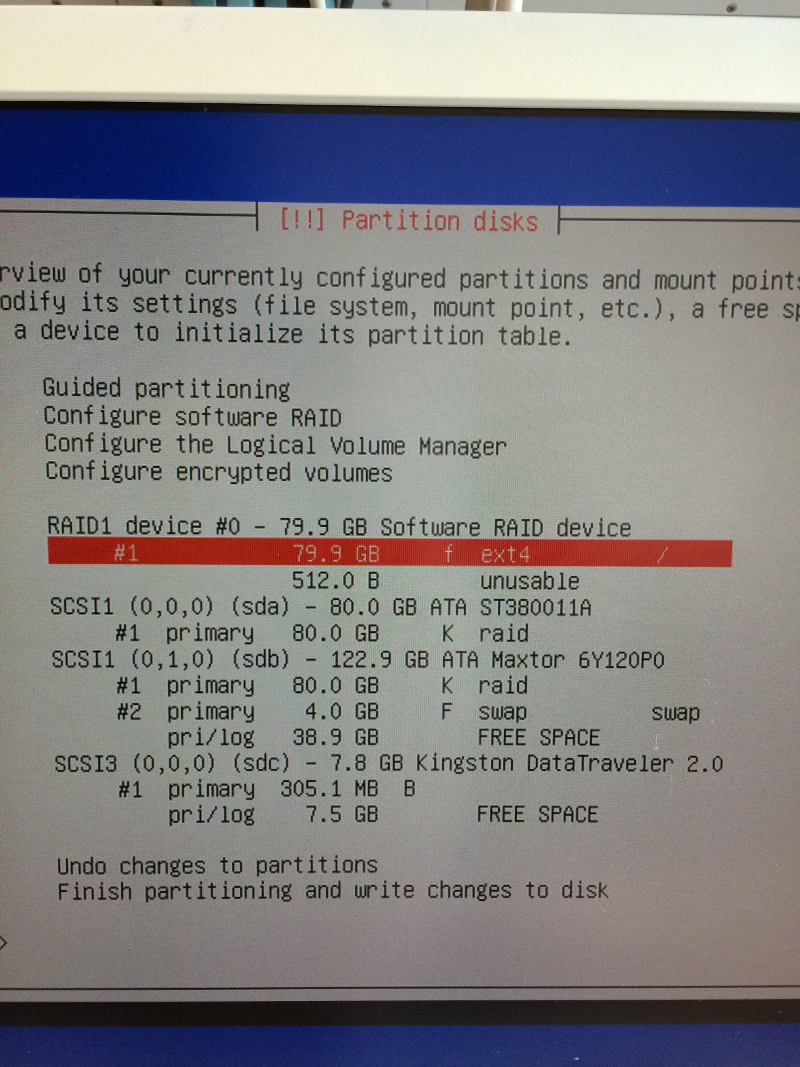 [!!] Partition disks
rview of your currently configured partitions and mount points
odify its settings (file system, mount point, etc.), a free sp
a device to initialize its partition table.
Guided partitioning
Configure software RAID
Configure the Logical Volume Manager
Configure encrypted volumes
RAID1 device #0 - 79.9 GB Software RAID device
#1 79.9 GB f ext4 /
512.0 B unusable
SCSI1 (0,0,0) (sda) - 80.0 GB ATA ST380011A
#1 primary 80.0 GB K raid
SCSI1 (0,1,0) (sdb) - 122.9 GB ATA Maxtor 6Y120P0
#1 primary 80.0 GB K raid
#2 primary 4.0 GB F swap swap
pri/log 38.9 GB FREE SPACE
SCSI3 (0,0,0) (sdc) - 7.8 GB Kingston DataTraveler 2.0
#1 primary 305.1 MB B
pri/log 7.5 GB FREE SPACE
Undo changes to partitions
Finish partitioning and write changes to disk